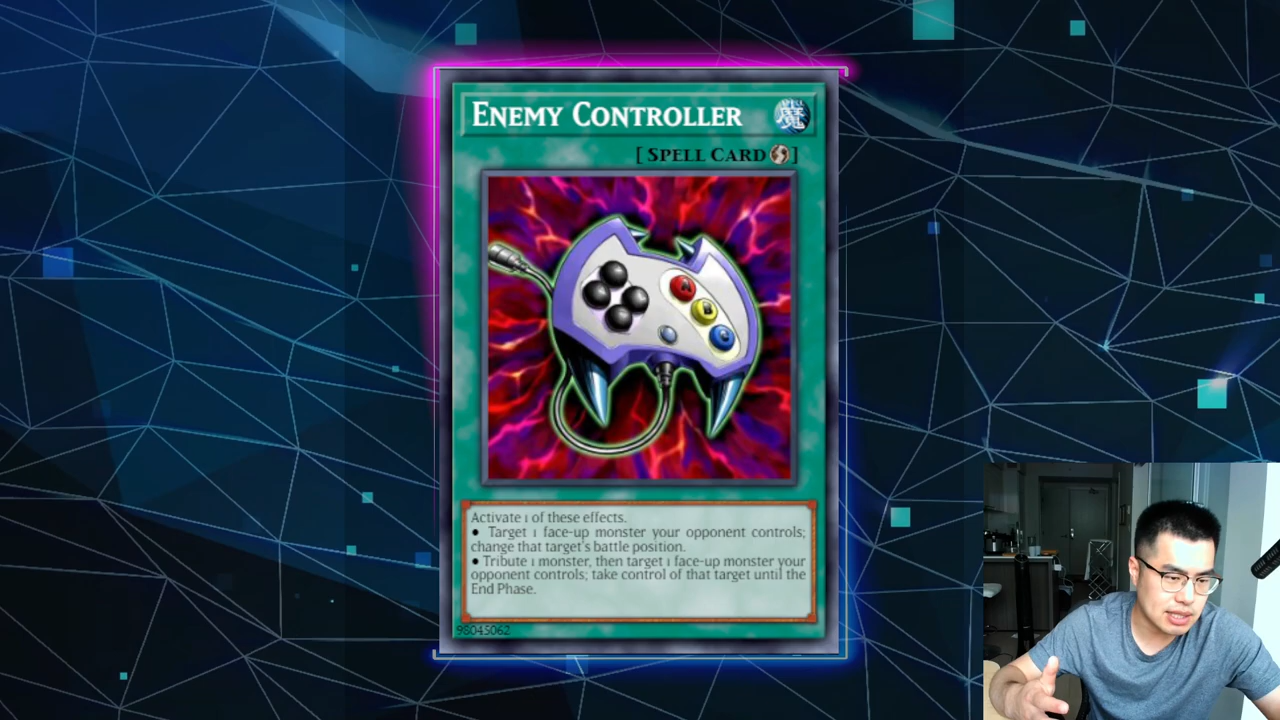 ENEMY CONTROLLER
魔
[ SPELL CARD ]
A
B
Activate 1 of these effects.
● Target 1 face-up monster your opponent controls;
change that target's battle position.
● Tribute 1 monster, then target 1 face-up monster your
opponent controls; take control of that target until the
End Phase.
98045062